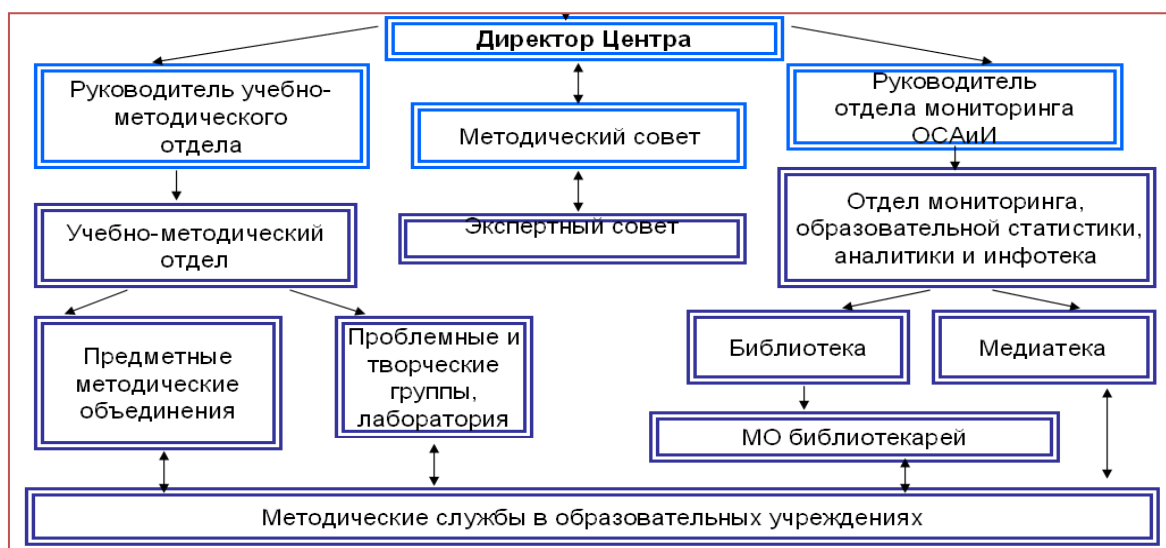 Директор Центра
Руководитель учебно-
методического
отдела
Методический совет
Руководитель
отдела мониторинга
ОСАиИ
Учебно-методический
отдел
Экспертный совет
Отдел мониторинга,
образовательной статистики,
аналитики и инфотека
Предметные
методические
объединения
Проблемные и
творческие
группы,
лаборатория
Библиотека
Медиатека
МО библиотекарей
Методические службы в образовательных учреждениях